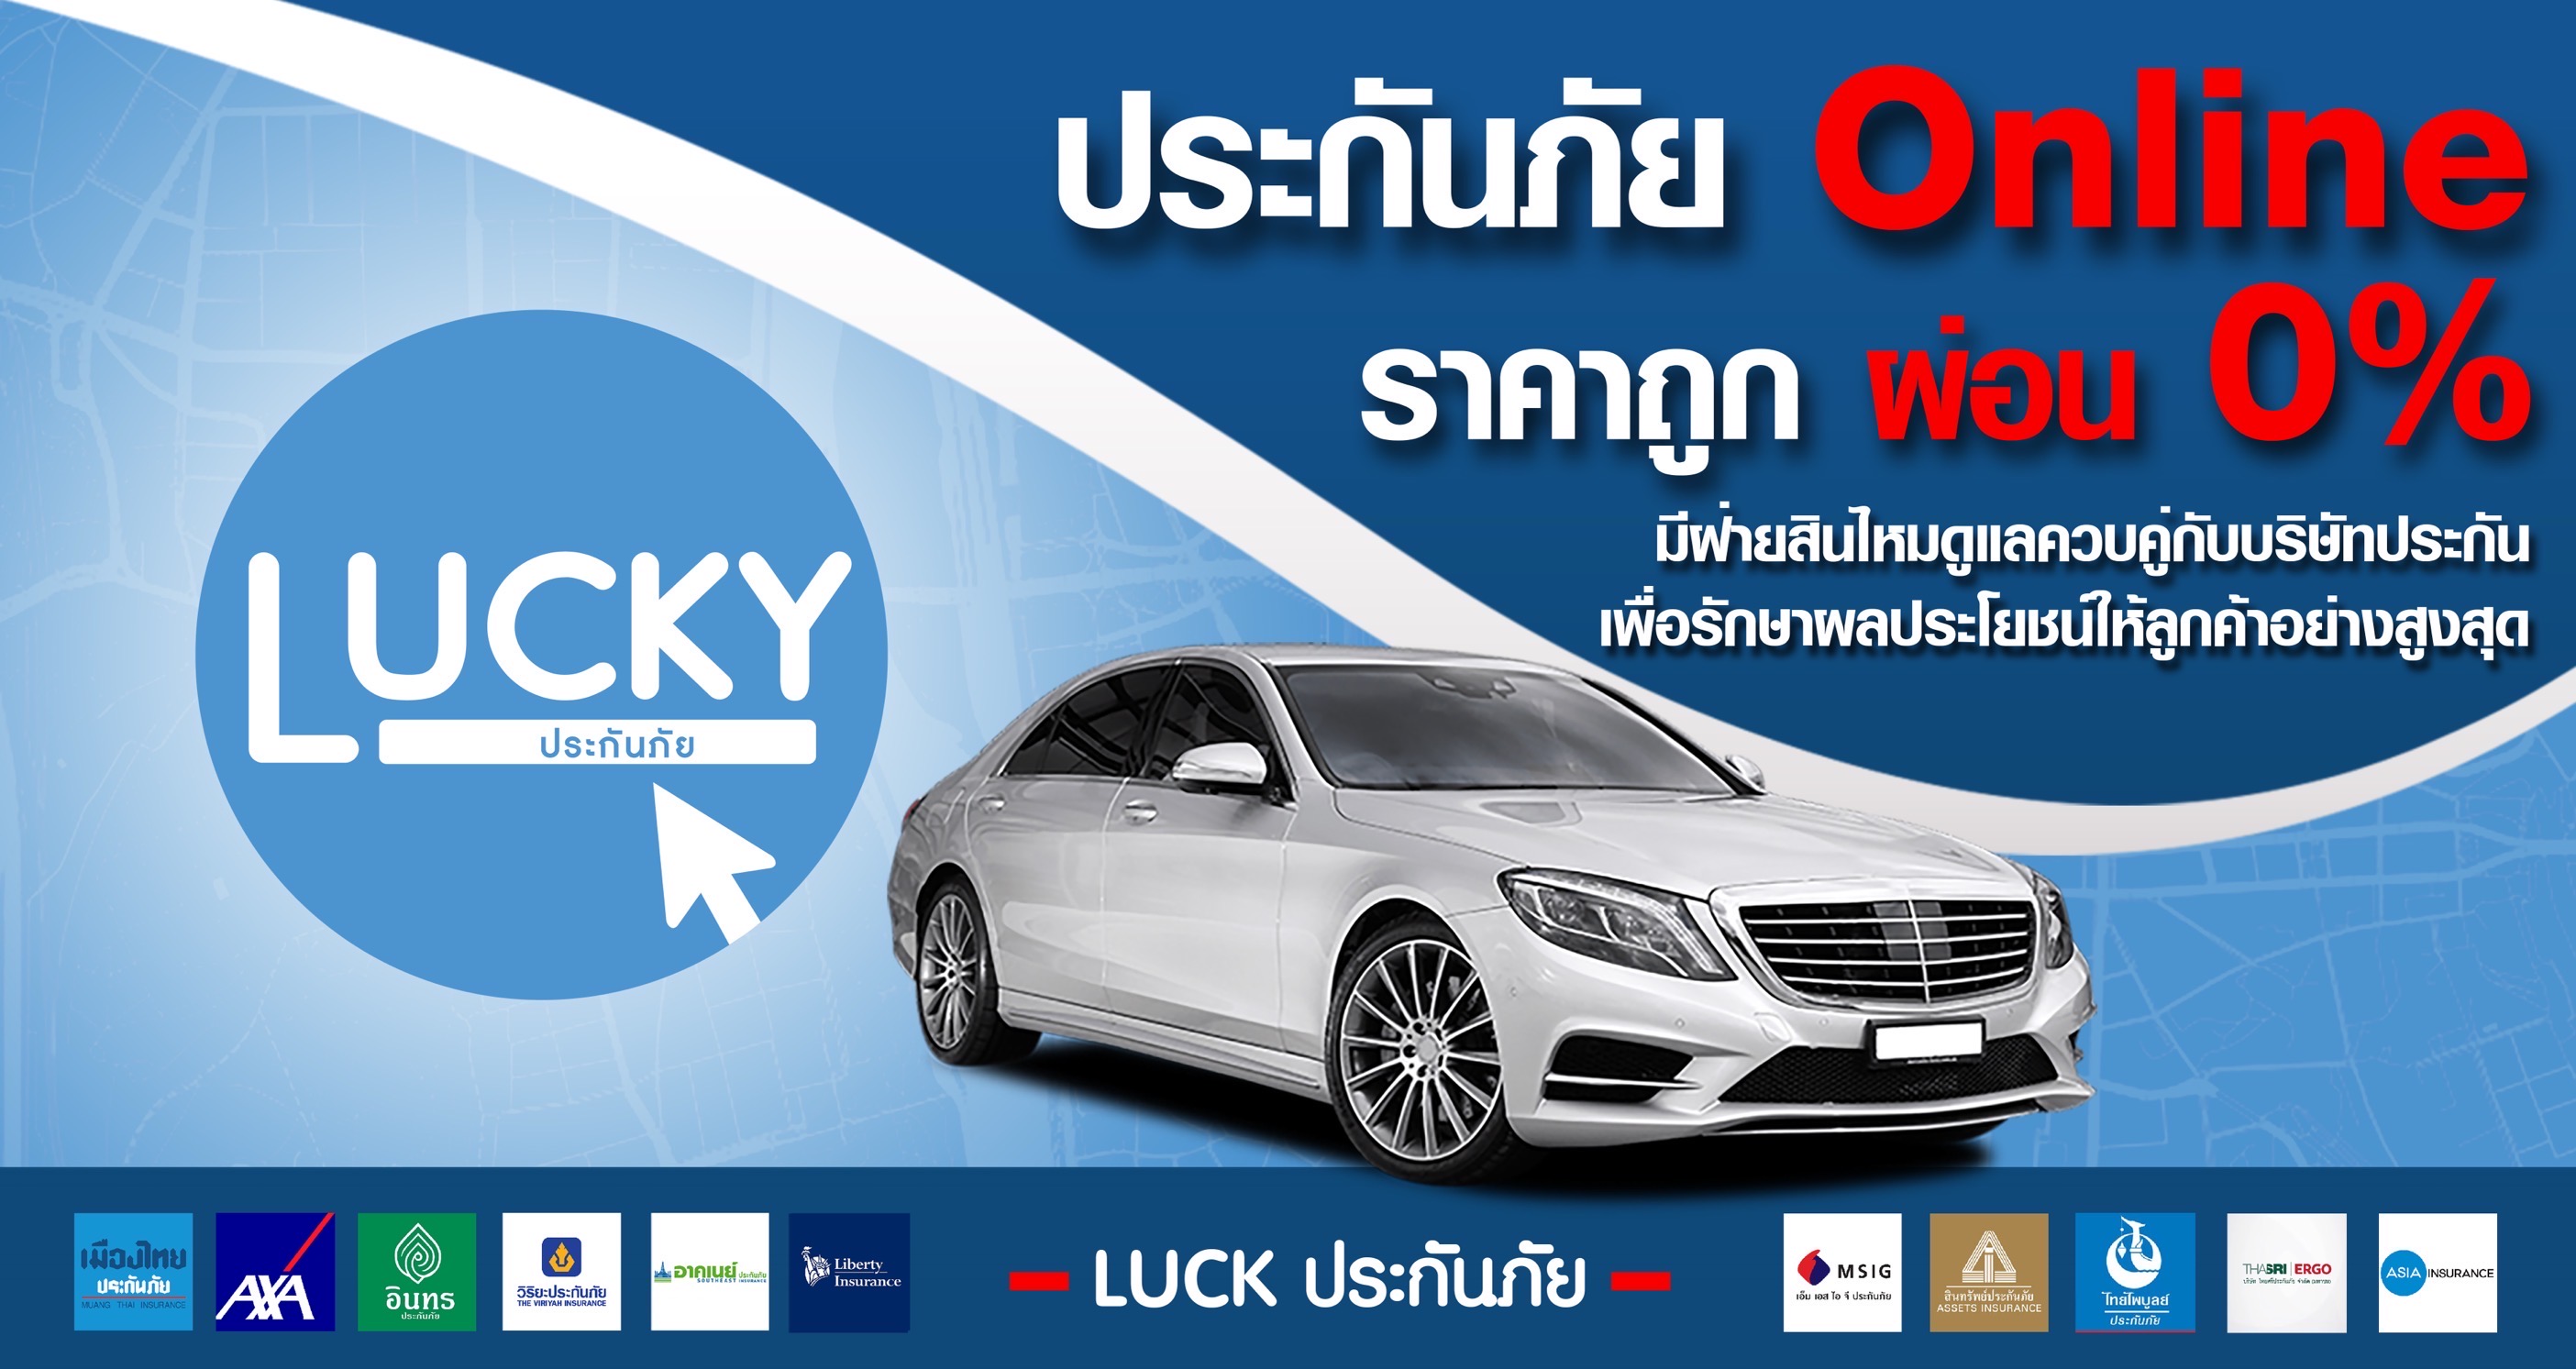 ประกันภัย Online
ราคาถูก ผ่อน 0%
มีฝ่ายสินไหมดูแลควบคู่กับบริษัทประกัน
เพื่อรักษาผลประโยชน์ให้ลูกค้าอย่างสูงสุด
LUCKY
ประกันภัย
เมืองไทย
ประกันภัย
MUANG THAI INSURANCE
AXA
อินทร
ประกันภัย
วิริยะประกันภัย
THE VIRIYAH INSURANCE
อาคเนย์ ประกันภัย
SOUTHEAST INSURANCE
Liberty
Insurance
LUCK ประกันภัย
MSIG
เอ็ม เอส ไอ จี ประกันภัย
สินทรัพย์ประกันภัย
ASSETS INSURANCE
ไทยไพบูลย์
ประกันภัย
THASRI | ERGO
ASIA INSURANCE